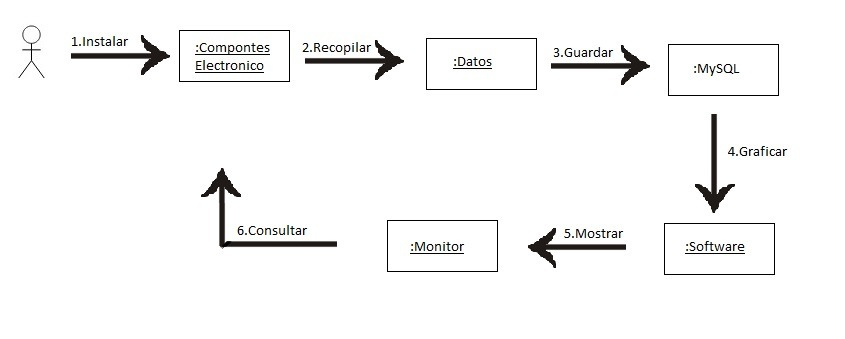 1.Instalar
:Compontes
Electronico
2.Recopilar
:Datos
3.Guardar
:MySQL
4.Graficar
:Software
5.Mostrar
:Monitor
6.Consultar